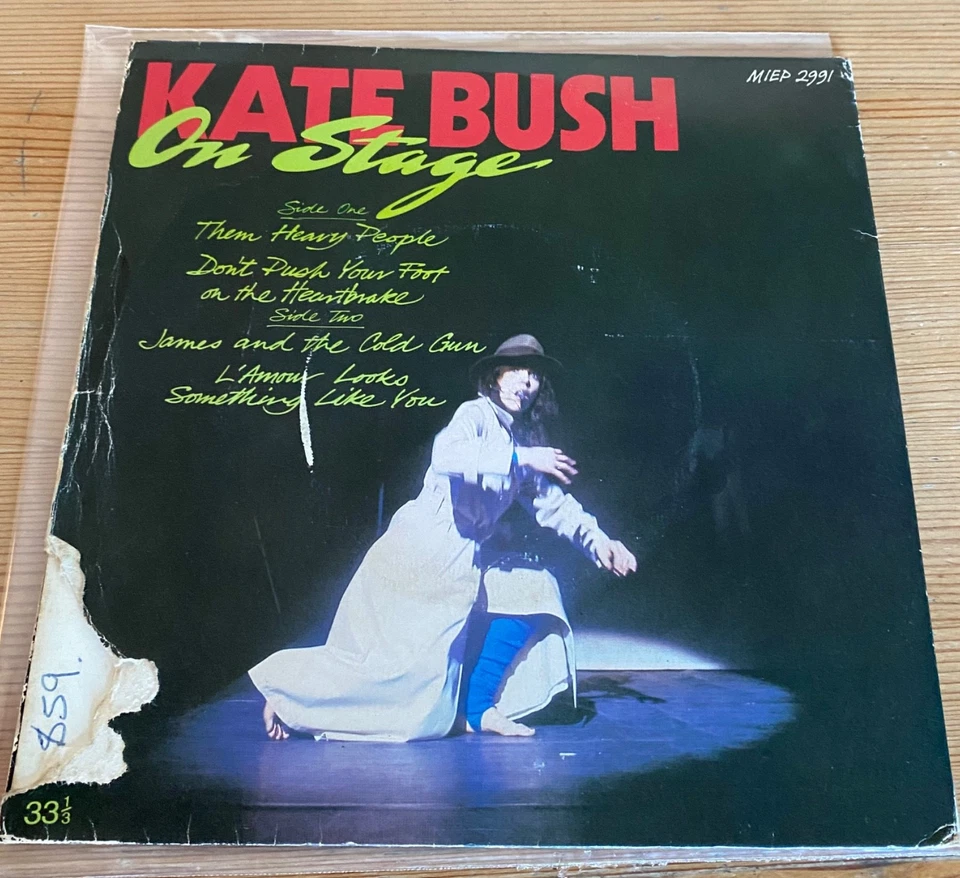 KATE BUSH
On Stage
MIEP 2991
Side One
Them Heavy People
Don't Push Your Foot
on the Heartbrake
Side Two
James and the Cold Gun
L'Amour Looks
Something Like You
859.
33⅓